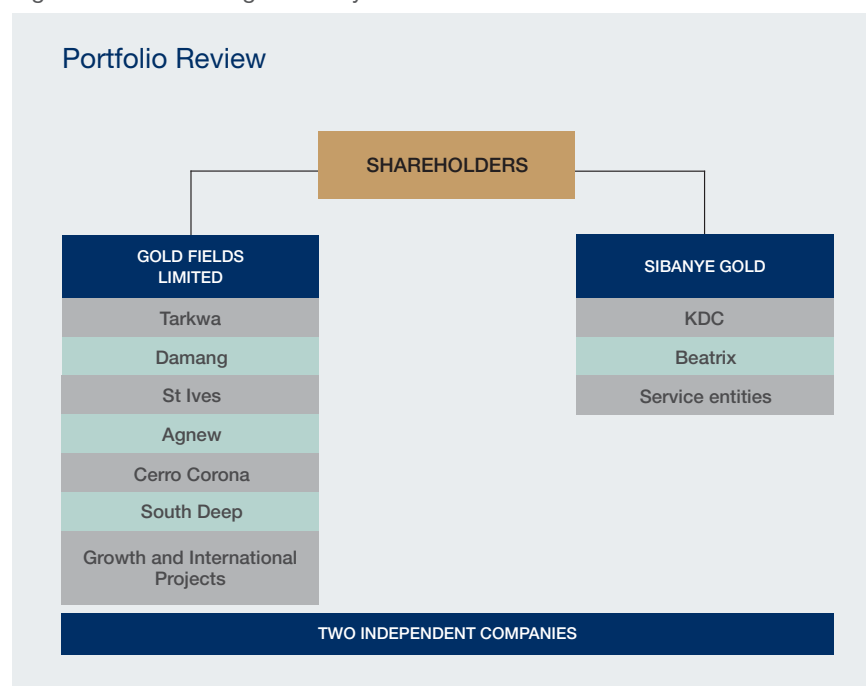 Portfolio Review
SHAREHOLDERS
GOLD FIELDS
LIMITED
Tarkwa
Damang
St Ives
Agnew
Cerro Corona
South Deep
Growth and International
Projects
SIBANYE GOLD
KDC
Beatrix
Service entities
TWO INDEPENDENT COMPANIES